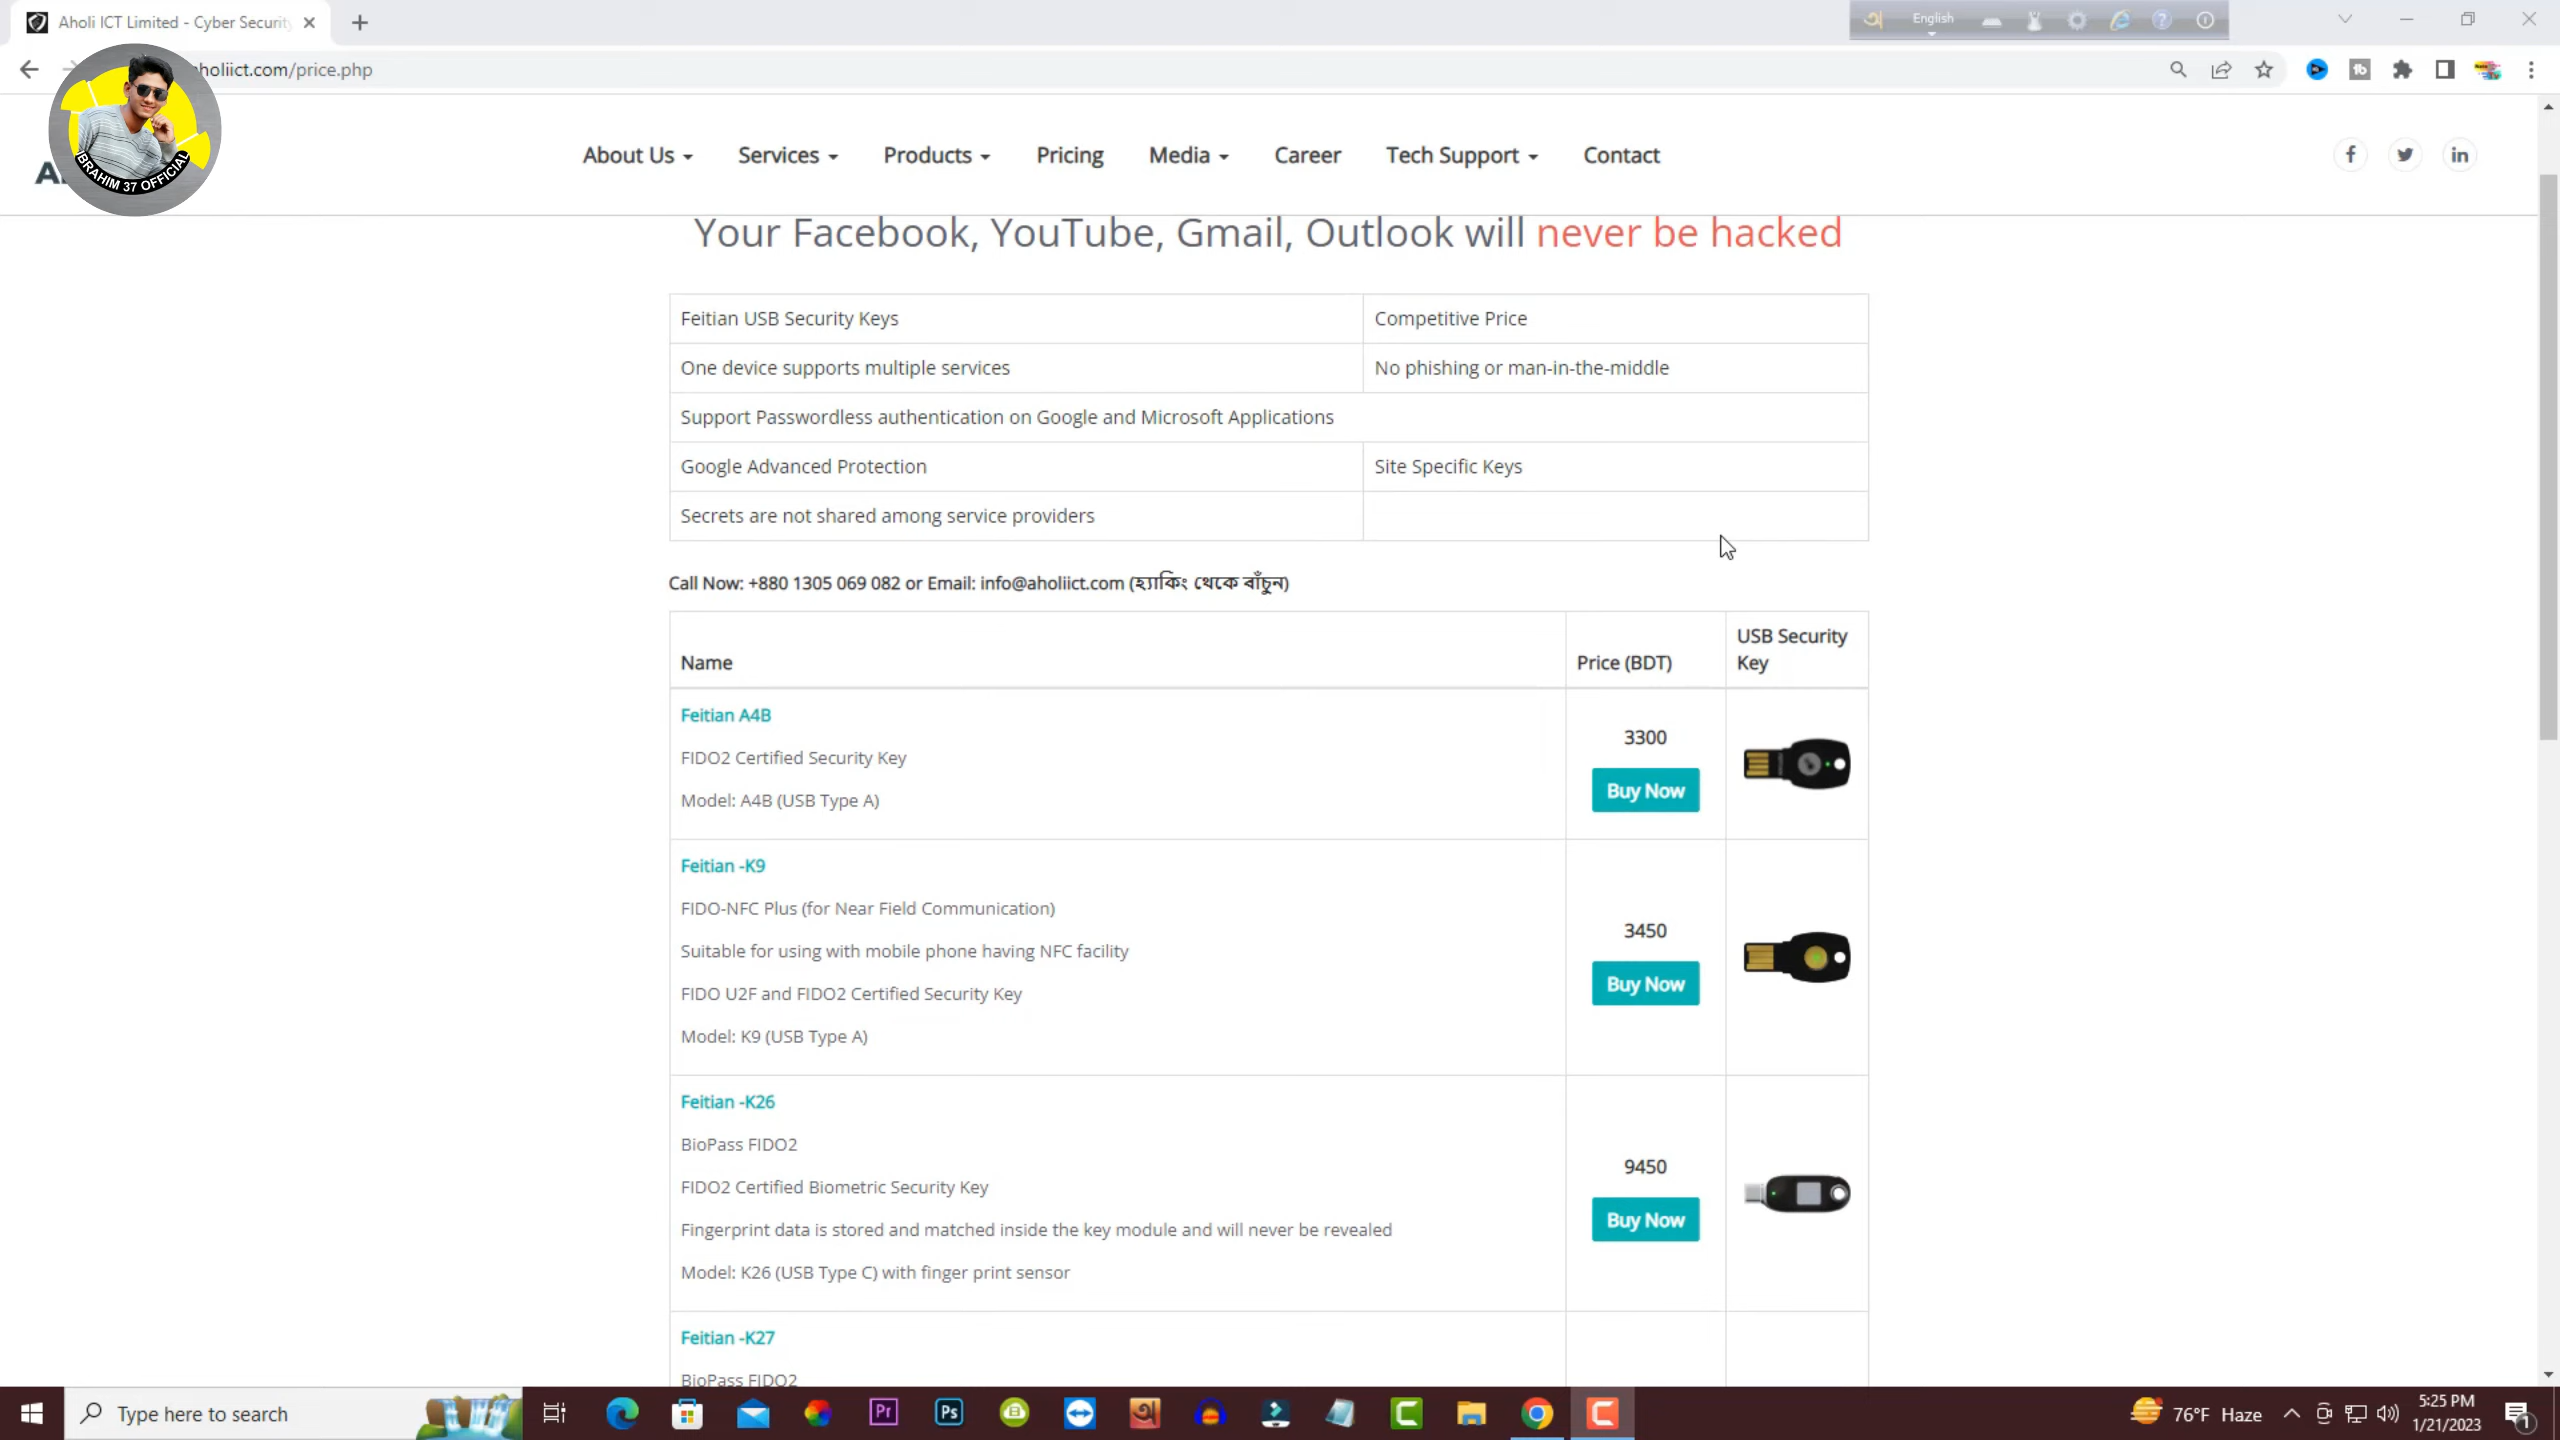 Aholi ICT Limited - Cyber Security
English
holiict.com/price.php
IBRAHIM 37 OFFICIAL
About Us
Services
Products
Pricing
Media
Career
Tech Support
Contact
Your Facebook, YouTube, Gmail, Outlook will never be hacked
Feitian USB Security Keys
Competitive Price
One device supports multiple services
No phishing or man-in-the-middle
Support Passwordless authentication on Google and Microsoft Applications
Google Advanced Protection
Site Specific Keys
Secrets are not shared among service providers
Call Now: +880 1305 069 082 or Email: info@aholiict.com (হ্যাকিং থেকে বাঁচুন)
Name
Price (BDT)
USB Security
Key
Feitian A4B
FIDO2 Certified Security Key
Model: A4B (USB Type A)
3300
Buy Now
Feitian -K9
FIDO-NFC Plus (for Near Field Communication)
Suitable for using with mobile phone having NFC facility
FIDO U2F and FIDO2 Certified Security Key
Model: K9 (USB Type A)
3450
Buy Now
Feitian -K26
BioPass FIDO2
FIDO2 Certified Biometric Security Key
Fingerprint data is stored and matched inside the key module and will never be revealed
Model: K26 (USB Type C) with finger print sensor
9450
Buy Now
Feitian -K27
BioPass FIDO2
Type here to search
76°F Haze
5:25 PM
1/21/2023